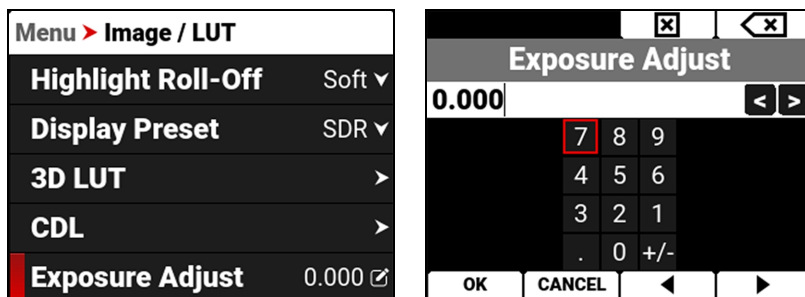 Menu > Image / LUT
Highlight Roll-Off Soft
Display Preset SDR
3D LUT >
CDL >
Exposure Adjust 0.000
Exposure Adjust
0.000 < >
7 8 9
4 5 6
3 2 1
. 0 +/-
OK CANCEL ◀ ▶